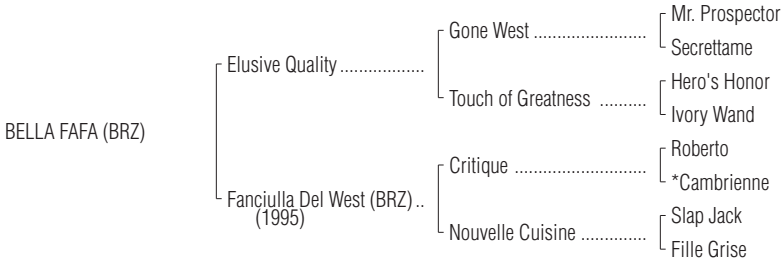 Mr. Prospector
Gone West ........................
Secrettame
Elusive Quality ..................
Hero's Honor
Touch of Greatness ..........
Ivory Wand
BELLA FAFA (BRZ)
Roberto
Critique ............................
*Cambrienne
Fanciulla Del West (BRZ) ..
(1995)
Slap Jack
Nouvelle Cuisine ..............
Fille Grise